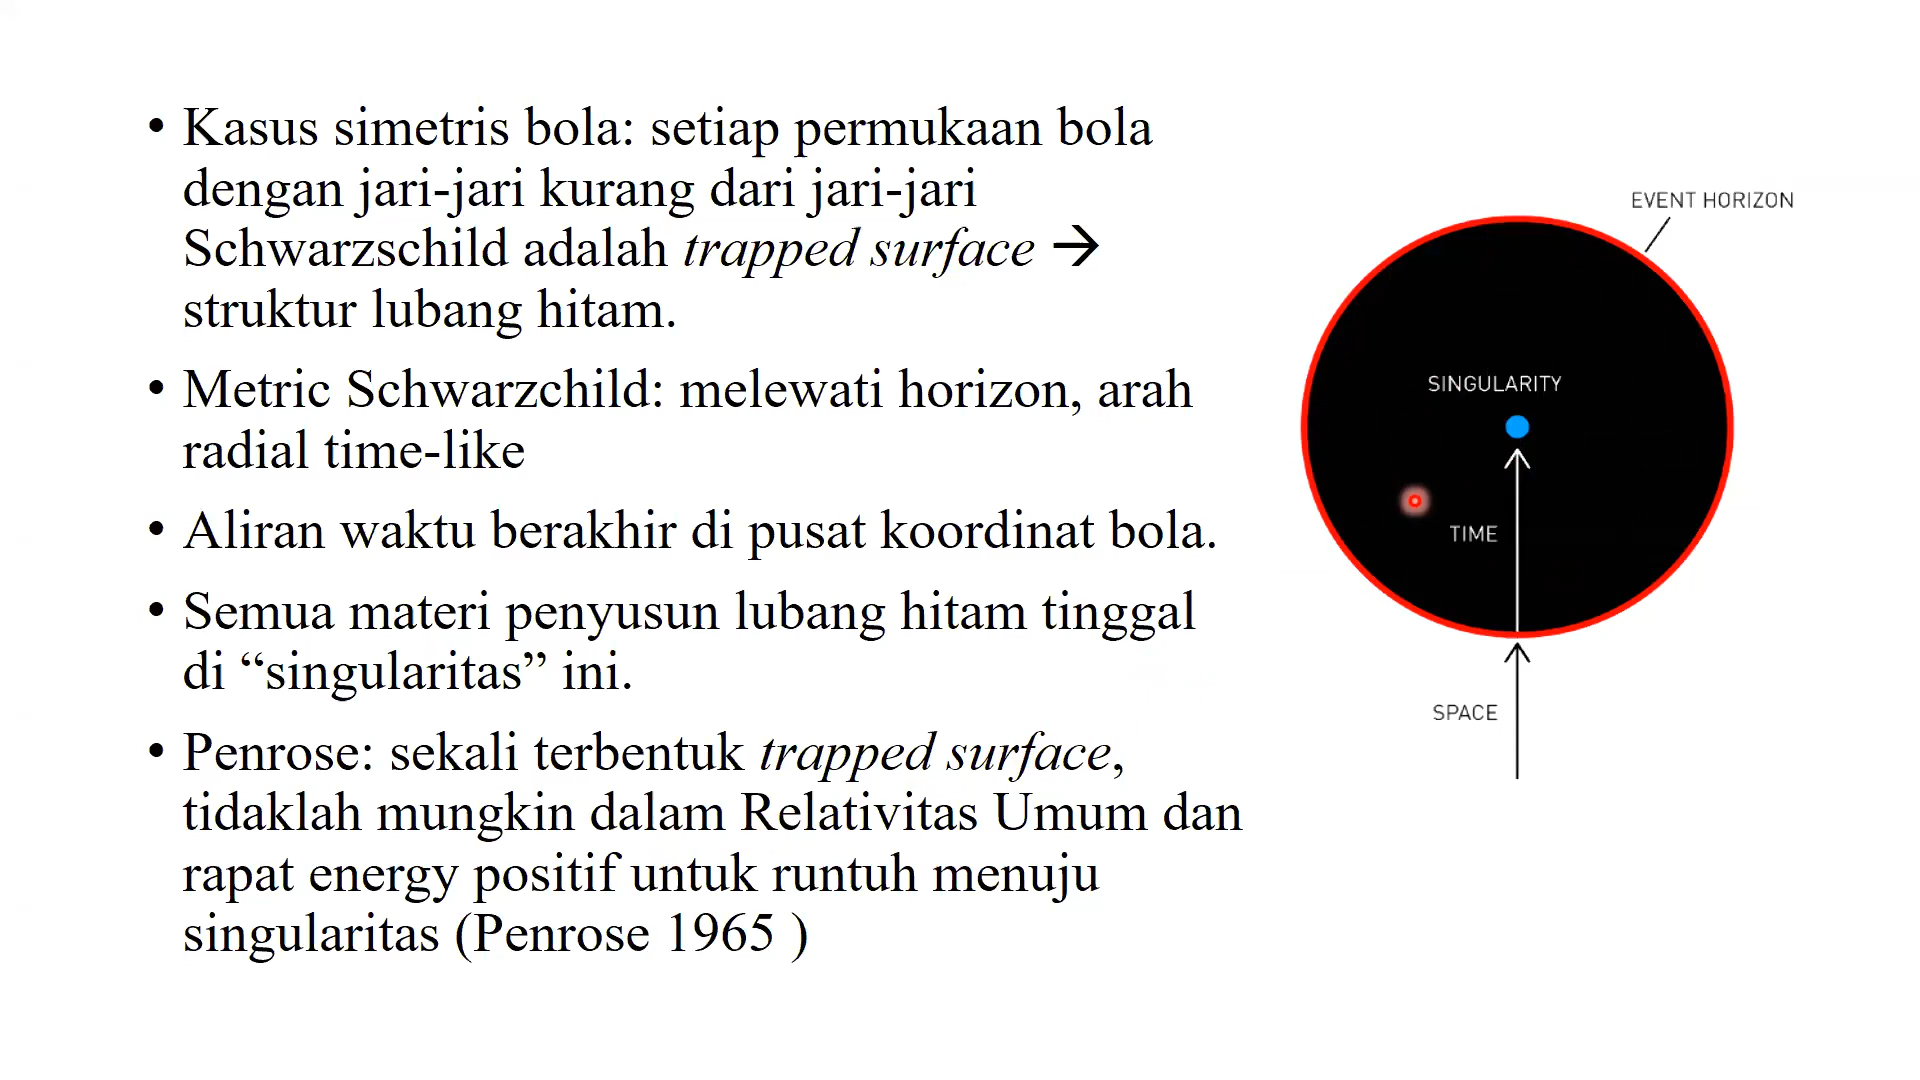 • Kasus simetris bola: setiap permukaan bola
dengan jari-jari kurang dari jari-jari
Schwarzschild adalah trapped surface →
struktur lubang hitam.
• Metric Schwarzchild: melewati horizon, arah
radial time-like
• Aliran waktu berakhir di pusat koordinat bola.
• Semua materi penyusun lubang hitam tinggal
di “singularitas” ini.
• Penrose: sekali terbentuk trapped surface,
tidaklah mungkin dalam Relativitas Umum dan
rapat energy positif untuk runtuh menuju
singularitas (Penrose 1965 )
EVENT HORIZON
SINGULARITY
TIME
SPACE